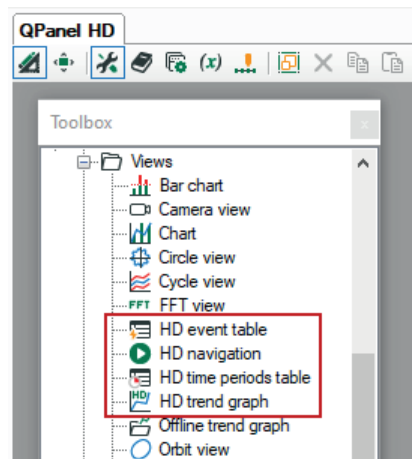 QPanel HD
(x)
Toolbox
x
Views
Bar chart
Camera view
Chart
Circle view
Cycle view
FFT FFT view
HD event table
HD navigation
HD time periods table
HD HD trend graph
Offline trend graph
Orbit view